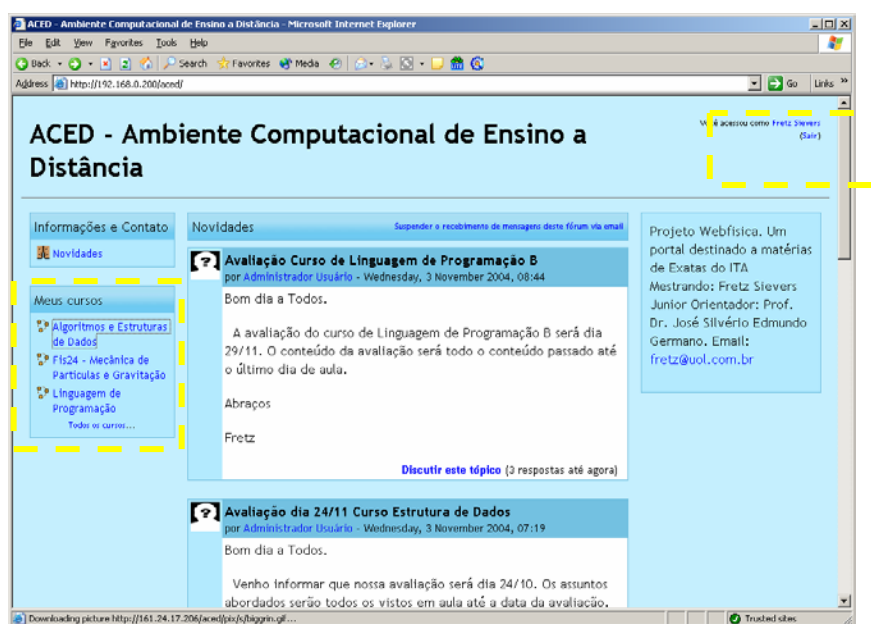 ACED - Ambiente Computacional de Ensino a Distância - Microsoft Internet Explorer
File Edit View Favorites Tools Help
Back Search Favorites Media
Address http://192.168.0.200/aced/ Go Links »
ACED - Ambiente Computacional de Ensino a
Distância
acessou como Fretz Sievers
(Sair)
Informações e Contato
Novidades
Meus cursos
Algoritmos e Estruturas
de Dados
Fis24 - Mecânica de
Partículas e Gravitação
Linguagem de
Programação
Todos os cursos...
Novidades Suspender o recebimento de mensagens deste fórum via email
Avaliação Curso de Linguagem de Programação B
por Administrador Usuário - Wednesday, 3 November 2004, 08:44
Bom dia a Todos.
A avaliação do curso de Linguagem de Programação B será dia
29/11. O conteúdo da avaliação será todo o conteúdo passado até
o último dia de aula.
Abraços
Fretz
Discutir este tópico (3 respostas até agora)
Avaliação dia 24/11 Curso Estrutura de Dados
por Administrador Usuário - Wednesday, 3 November 2004, 07:19
Bom dia a Todos.
Venho informar que nossa avaliação será dia 24/10. Os assuntos
abordados serão todos os vistos em aula até a data da avaliação.
Projeto Webfisica. Um
portal destinado a matérias
de Exatas do ITA
Mestrando: Fretz Sievers
Junior Orientador: Prof.
Dr. José Silvério Edmundo
Germano. Email:
fretz@uol.com.br
Downloading picture http://161.24.17.206/aced/pix/s/biggrin.gif... Trusted sites